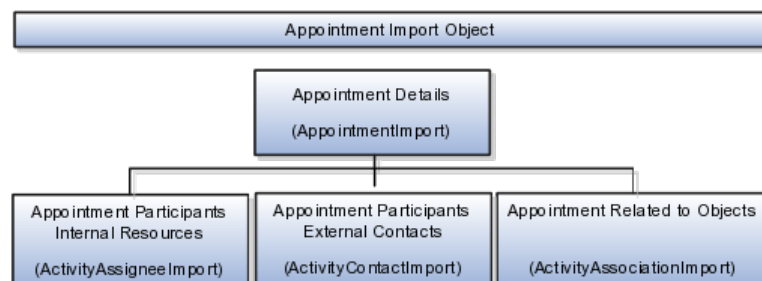 Appointment Import Object
Appointment Details
(AppointmentImport)
Appointment Participants
Internal Resources
(ActivityAssigneeImport)
Appointment Participants
External Contacts
(ActivityContactImport)
Appointment Related to Objects
(ActivityAssociationImport)